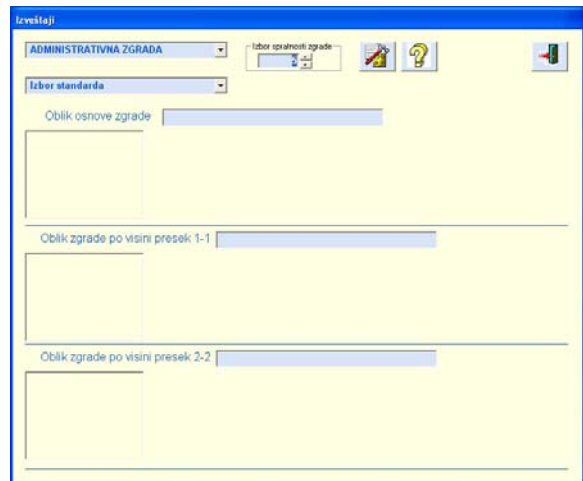 Izveštaji
ADMINISTRATIVNA ZGRADA
Izbor spratnosti zgrade
2
Izbor standarda
Oblik osnove zgrade
Oblik zgrade po visini presek 1-1
Oblik zgrade po visini presek 2-2